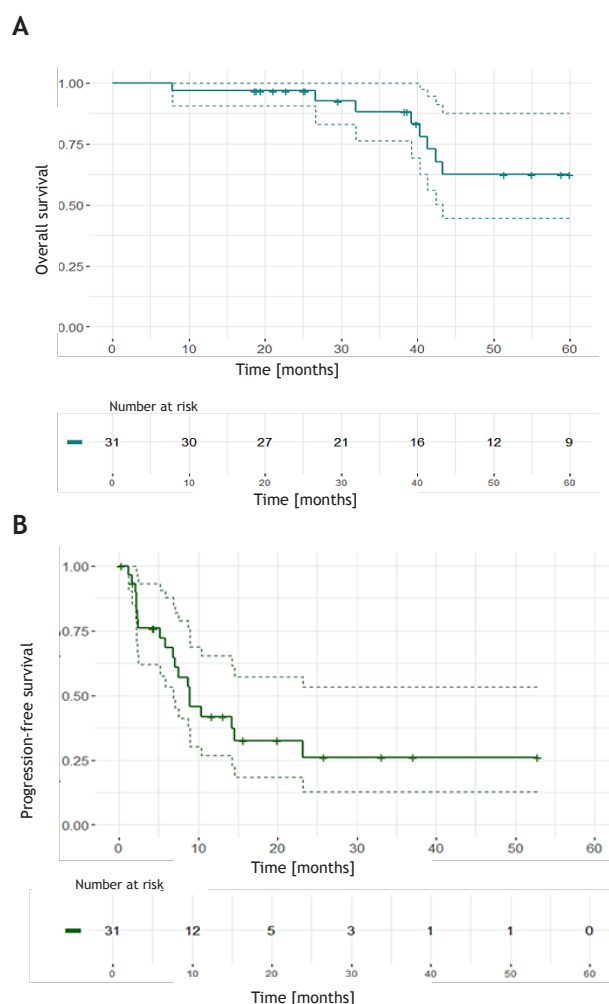 A
1.00
0.75
0.50
0.25
0.00
Overall survival
0 10 20 30 40 50 60
Time [months]
Number at risk
31 30 27 21 16 12 9
0 10 20 30 40 50 60
Time [months]
B
1.00
0.75
0.50
0.25
0.00
Progression-free survival
0 10 20 30 40 50 60
Time [months]
Number at risk
31 12 5 3 1 1 0
0 10 20 30 40 50 60
Time [months]